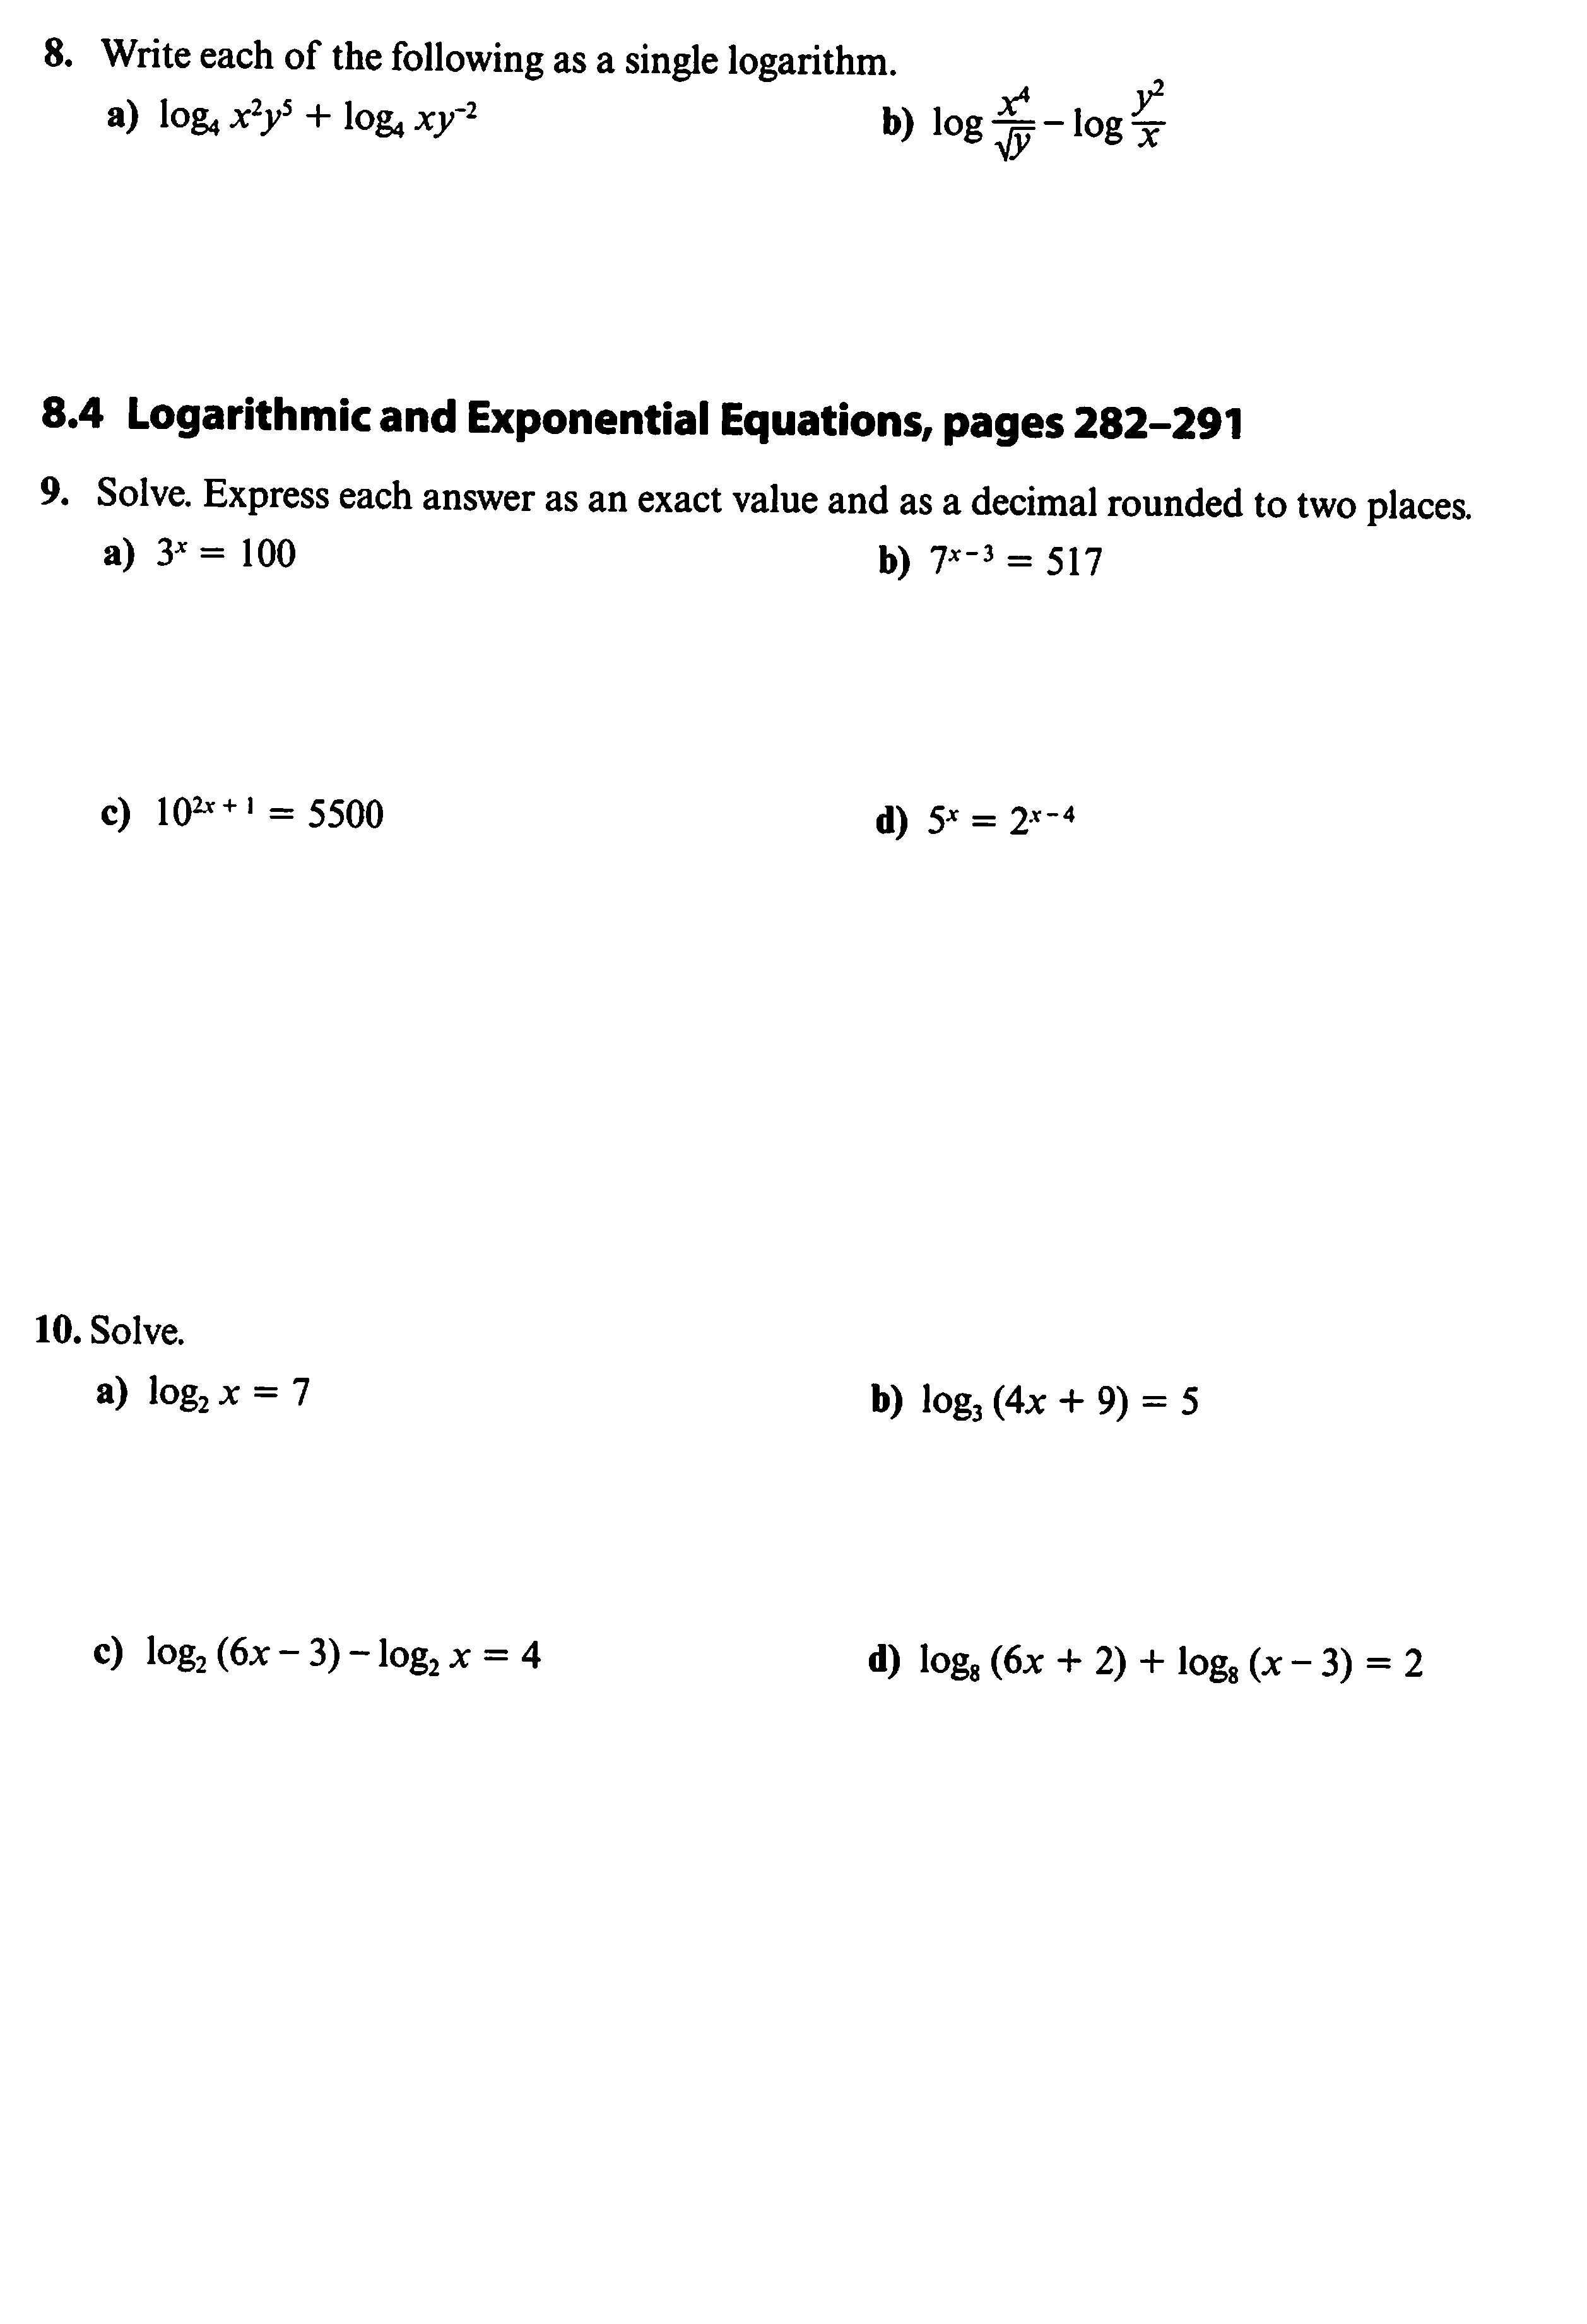 8. Write each of the following as a single logarithm.
a) log₄ x²y⁵ + log₄ xy⁻²
b) log x⁴/√y − log y²/x
8.4 Logarithmic and Exponential Equations, pages 282–291
9. Solve. Express each answer as an exact value and as a decimal rounded to two places.
a) 3ˣ = 100
b) 7ˣ⁻³ = 517
c) 10²ˣ⁺¹ = 5500
d) 5ˣ = 2ˣ⁻⁴
10. Solve.
a) log₂ x = 7
b) log₃ (4x + 9) = 5
c) log₂ (6x − 3) − log₂ x = 4
d) log₈ (6x + 2) + log₈ (x − 3) = 2